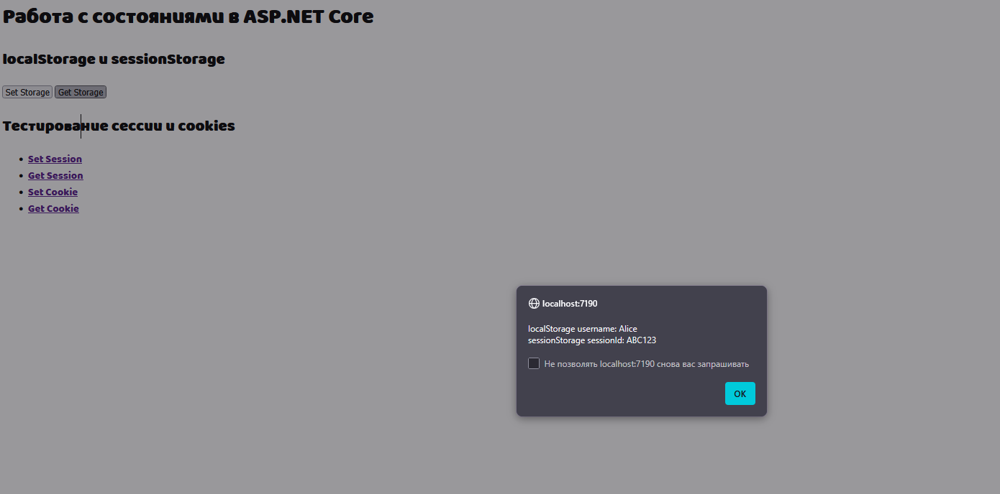 Работа с состояниями в ASP.NET Core
localStorage и sessionStorage
Set Storage Get Storage
Тестирование сессии и cookies
Set Session
Get Session
Set Cookie
Get Cookie
localhost:7190
localStorage username: Alice
sessionStorage sessionId: ABC123
Не позволять localhost:7190 снова вас запрашивать
OK